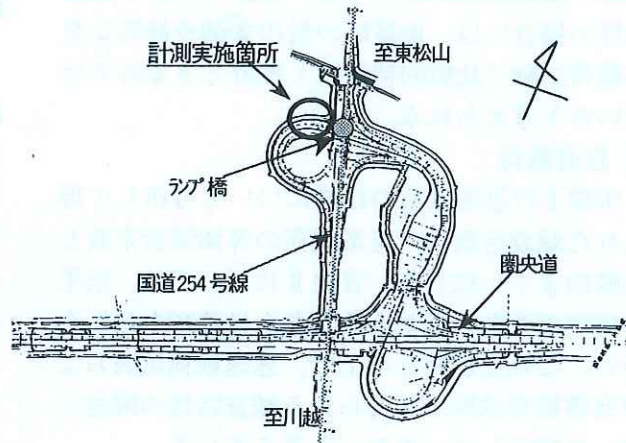 計測実施箇所
至東松山
ランプ橋
国道254号線
圏央道
至川越